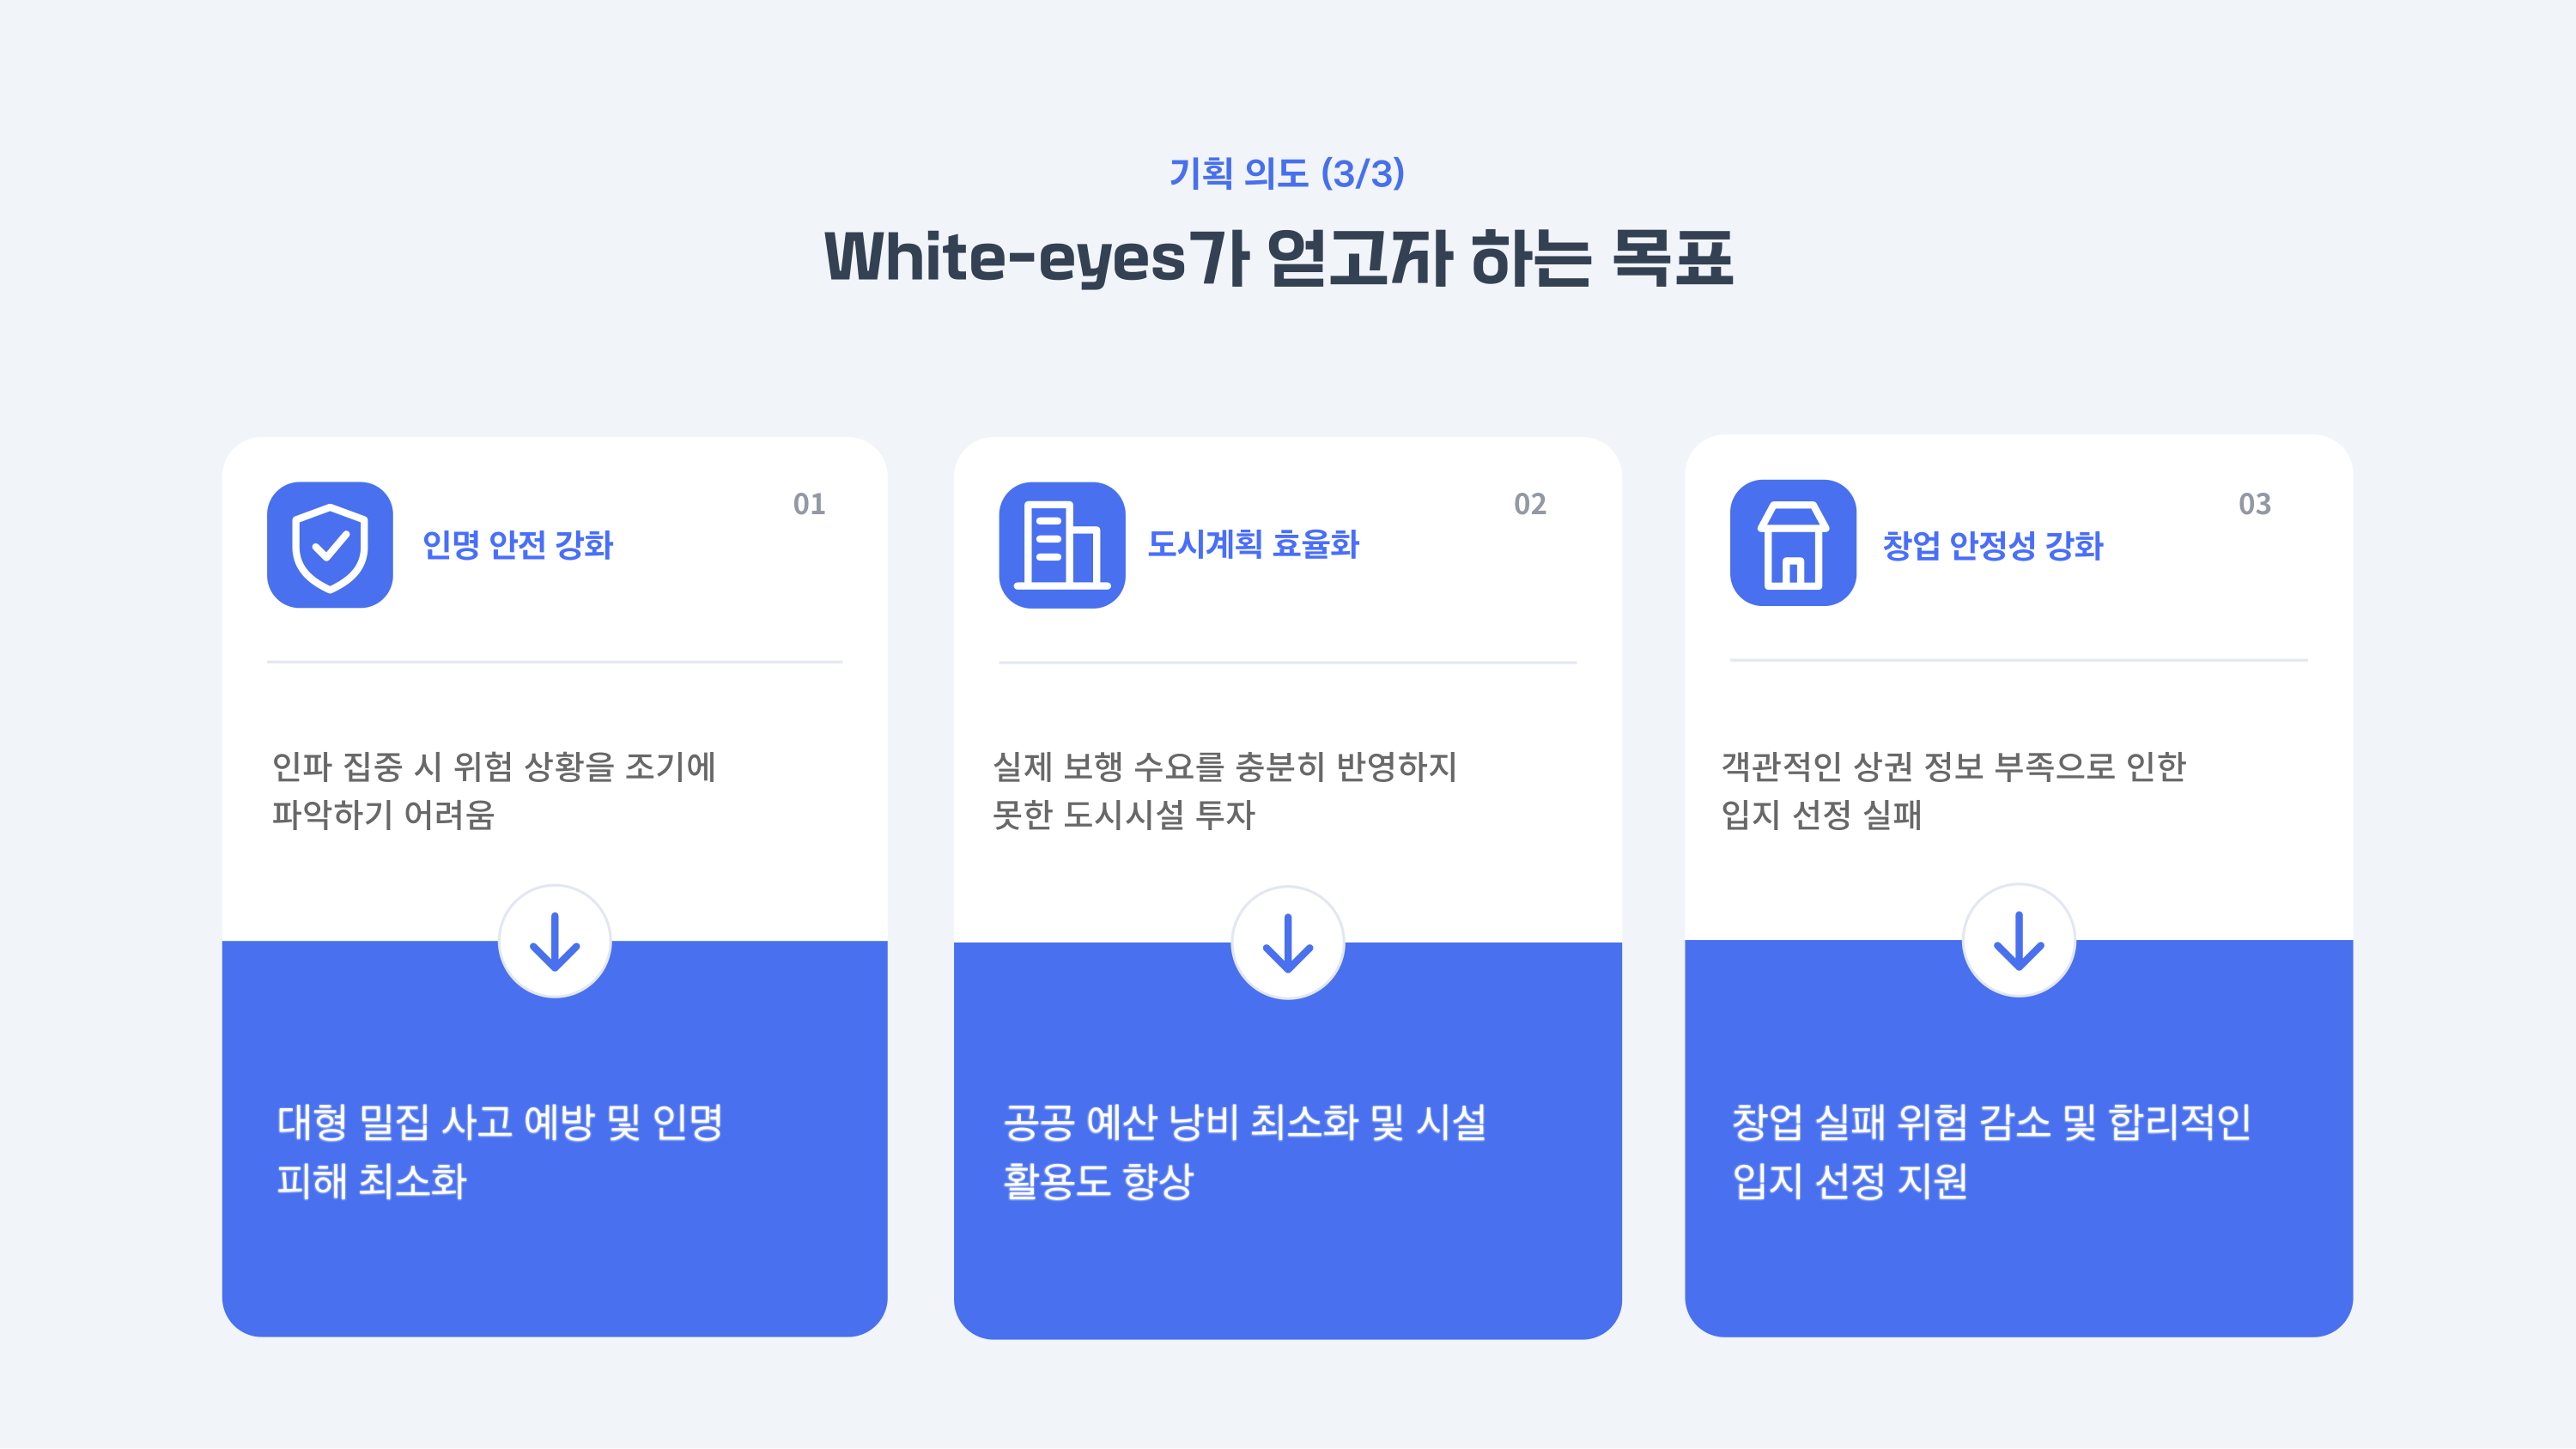 기획 의도 (3/3)
White-eyes가 얻고자 하는 목표
01
인명 안전 강화
인파 집중 시 위험 상황을 조기에
파악하기 어려움
대형 밀집 사고 예방 및 인명
피해 최소화
02
도시계획 효율화
실제 보행 수요를 충분히 반영하지
못한 도시시설 투자
공공 예산 낭비 최소화 및 시설
활용도 향상
03
창업 안정성 강화
객관적인 상권 정보 부족으로 인한
입지 선정 실패
창업 실패 위험 감소 및 합리적인
입지 선정 지원